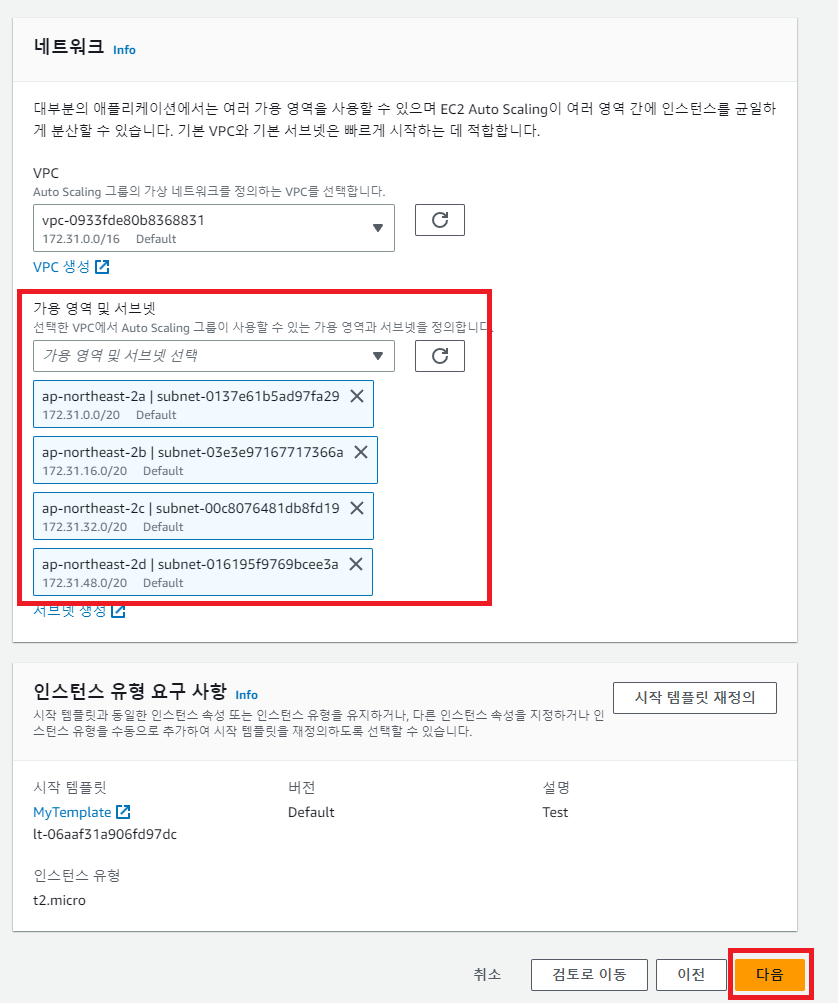 네트워크 Info
대부분의 애플리케이션에서는 여러 가용 영역을 사용할 수 있으며 EC2 Auto Scaling이 여러 영역 간에 인스턴스를 균일하
게 분산할 수 있습니다. 기본 VPC와 기본 서브넷은 빠르게 시작하는 데 적합합니다.
VPC
Auto Scaling 그룹의 가상 네트워크를 정의하는 VPC를 선택합니다.
vpc-0933fde80b8368831
172.31.0.0/16 Default
VPC 생성
가용 영역 및 서브넷
선택한 VPC에서 Auto Scaling 그룹이 사용할 수 있는 가용 영역과 서브넷을 정의합니다.
가용 영역 및 서브넷 선택
ap-northeast-2a | subnet-0137e61b5ad97fa29
172.31.0.0/20 Default
ap-northeast-2b | subnet-03e3e97167717366a
172.31.16.0/20 Default
ap-northeast-2c | subnet-00c8076481db8fd19
172.31.32.0/20 Default
ap-northeast-2d | subnet-016195f9769bcee3a
172.31.48.0/20 Default
서브넷 생성
인스턴스 유형 요구 사항 Info
시작 템플릿 재정의
시작 템플릿과 동일한 인스턴스 속성 또는 인스턴스 유형을 유지하거나, 다른 인스턴스 속성을 지정하거나 인
스턴스 유형을 수동으로 추가하여 시작 템플릿을 재정의하도록 선택할 수 있습니다.
시작 템플릿
MyTemplate
lt-06aaf31a906fd97dc
버전
Default
설명
Test
인스턴스 유형
t2.micro
취소
검토로 이동
이전
다음